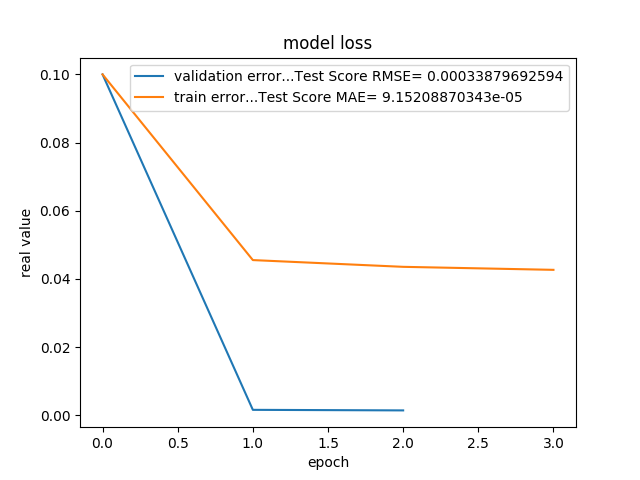 model loss
validation error...Test Score RMSE= 0.00033879692594
train error...Test Score MAE= 9.15208870343e-05
0.10
0.08
0.06
0.04
0.02
0.00
real value
0.0 0.5 1.0 1.5 2.0 2.5 3.0
epoch